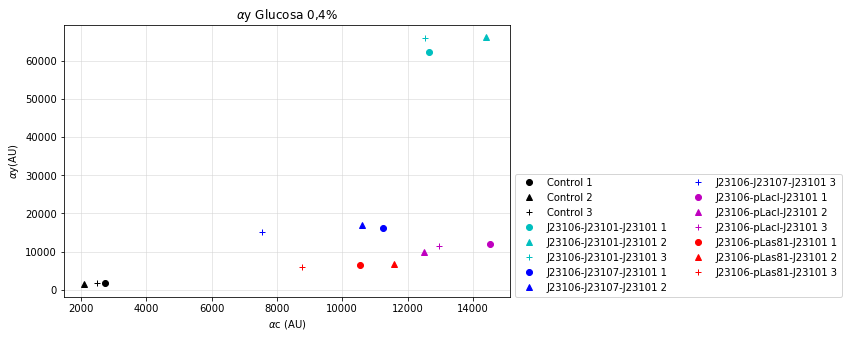 αy Glucosa 0,4%
αy(AU)
60000
50000
40000
30000
20000
10000
0
2000
4000
6000
8000
10000
12000
14000
αc (AU)
Control 1
Control 2
Control 3
J23106-J23101-J23101 1
J23106-J23101-J23101 2
J23106-J23101-J23101 3
J23106-J23107-J23101 1
J23106-J23107-J23101 2
J23106-J23107-J23101 3
J23106-pLacI-J23101 1
J23106-pLacI-J23101 2
J23106-pLacI-J23101 3
J23106-pLas81-J23101 1
J23106-pLas81-J23101 2
J23106-pLas81-J23101 3